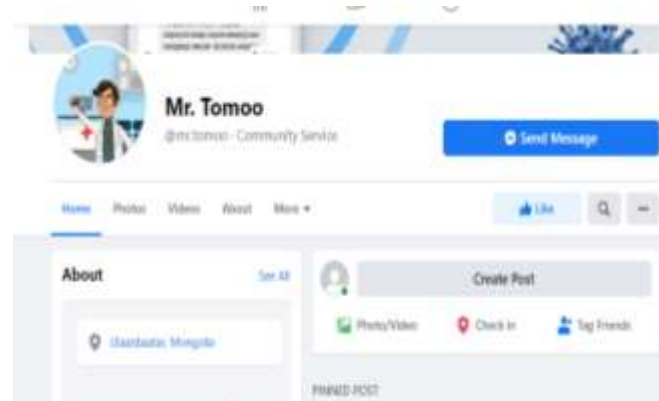 Mr. Tomoo
@mr.tomoo · Community Service
Send Message
Home Photos Videos About More
Like
About See All
Create Post
Ulaanbaatar, Mongolia
Photo/Video Check in Tag Friends
PINNED POST